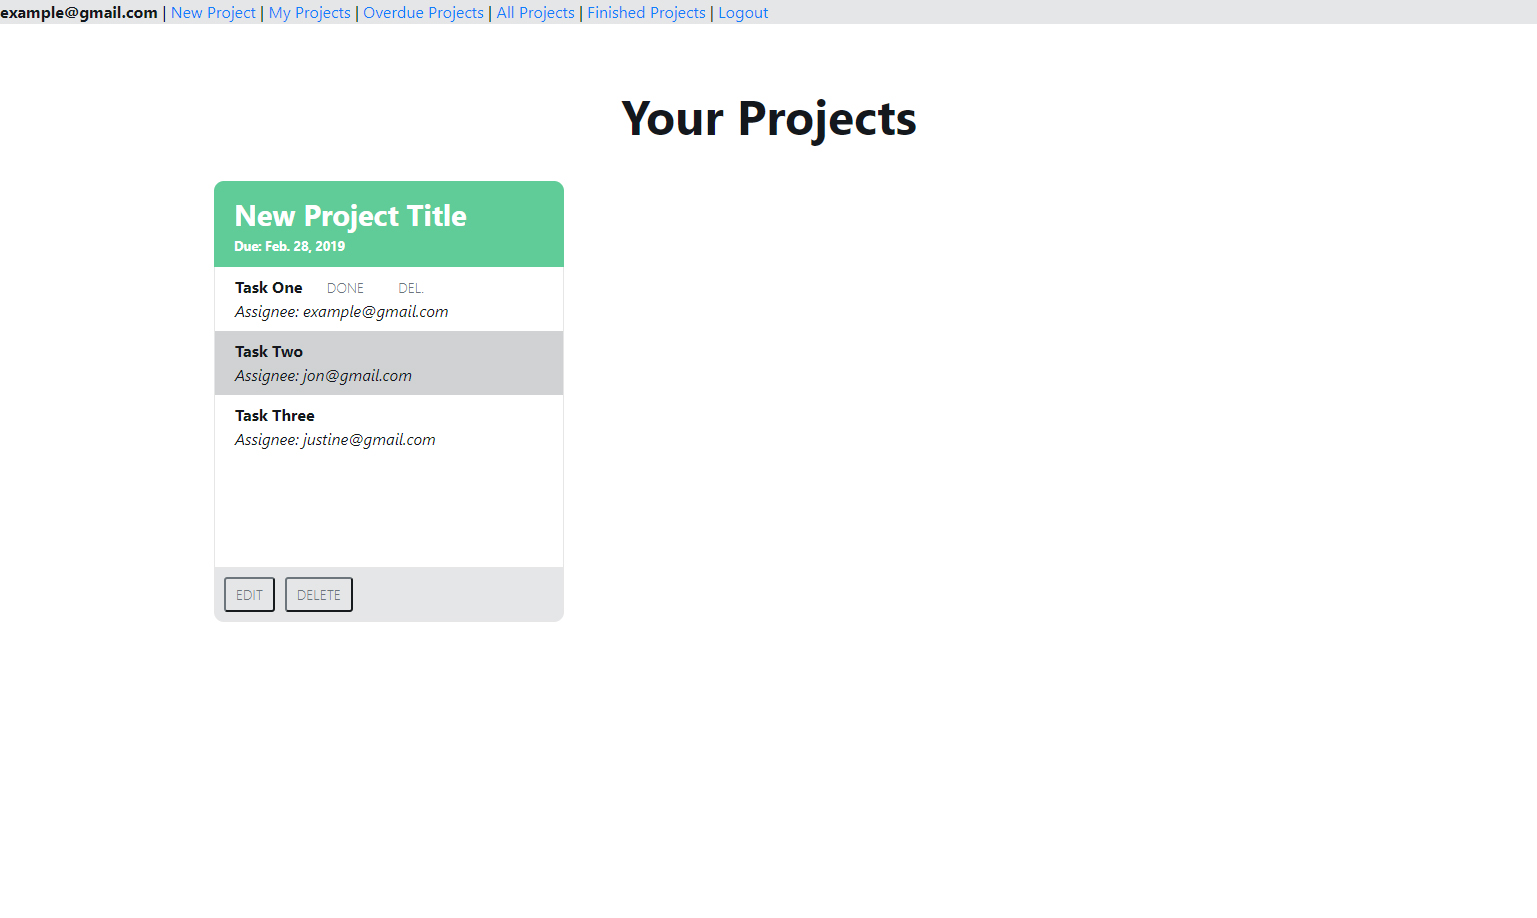 example@gmail.com | New Project | My Projects | Overdue Projects | All Projects | Finished Projects | Logout
Your Projects
New Project Title
Due: Feb. 28, 2019
Task One DONE DEL.
Assignee: example@gmail.com
Task Two
Assignee: jon@gmail.com
Task Three
Assignee: justine@gmail.com
EDIT DELETE